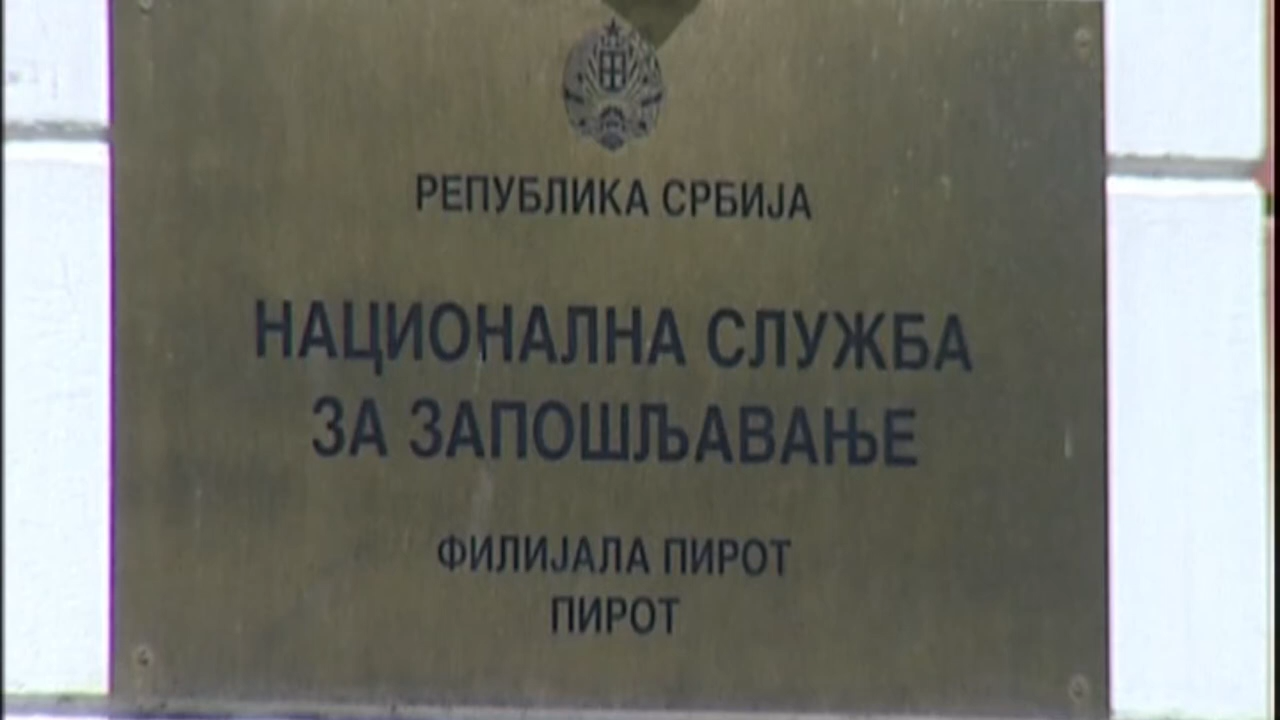 РЕПУБЛИКА СРБИЈА
НАЦИОНАЛНА СЛУЖБА
ЗА ЗАПОШЉАВАЊЕ
ФИЛИЈАЛА ПИРОТ
ПИРОТ